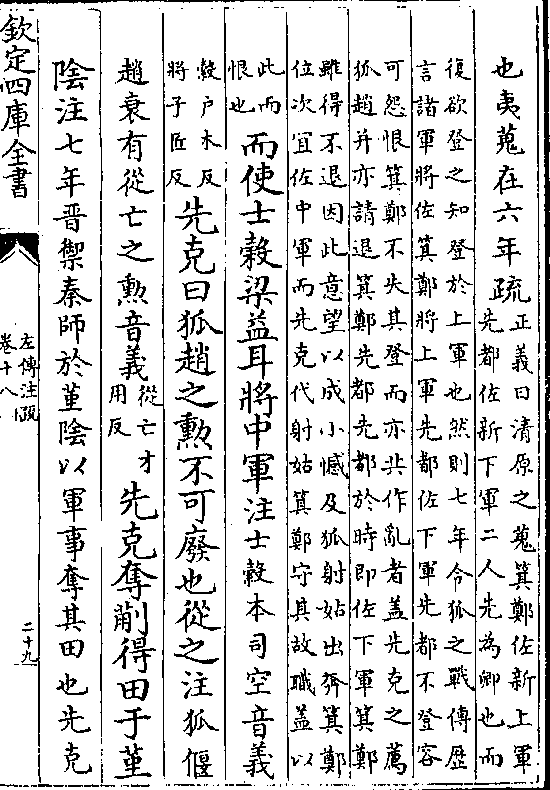 也夷蒐在六年疏正義曰清原之蒐箕鄭佐新上軍
先都佐新下軍二人先為卿也而
復欲登之知登於上軍也然則七年令狐之戰傳歴
言諸軍將佐箕鄭將上軍先都佐下軍先都不登容
可怨恨箕鄭不失其登而亦共作亂者蓋先克之薦
狐趙并亦請退箕鄭先都先都於時即佐下軍箕鄭
雖得不退因此意望以成小憾及狐射姑出奔箕鄭
位次宜佐中軍而先克代射姑箕鄭守其故職蓋以
此而
恨也而使士縠梁益耳將中軍注士縠本司空音義
縠户木反
將子匠反先克曰狐趙之勲不可廢也從之注狐偃
趙衰有從亡之勲音義從亡才
用反先克奪蒯得田于堇
陰注七年晋禦秦師於堇陰以軍事奪其田也先克
欽定四庫全書
左傳注疏
卷十八
二十九